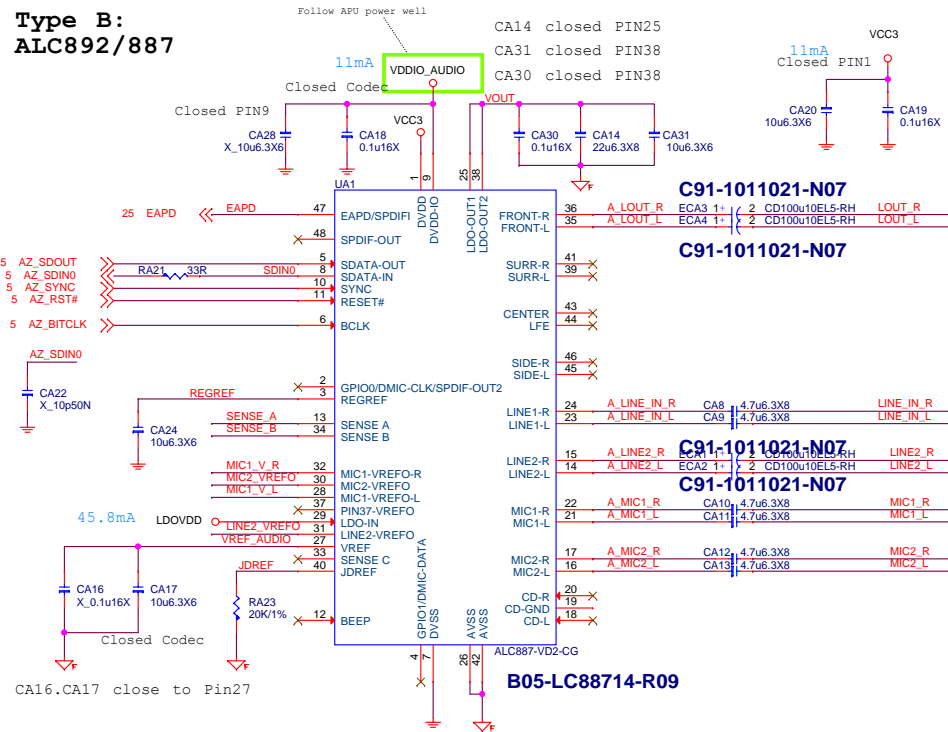 Type B:
ALC892/887
Follow APU power well
11mA
VDDIO_AUDIO
Closed Codec
Closed PIN9
CA28
X_10u6.3X6
CA18
0.1u16X
VCC3
CA14 closed PIN25
CA31 closed PIN38
CA30 closed PIN38
VOUT
CA30
0.1u16X
CA14
22u6.3X8
CA31
10u6.3X6
VCC3
11mA
Closed PIN1
CA20
10u6.3X6
CA19
0.1u16X
UA1
1
9
25
38
DVDD
DVDD-IO
LDO-OUT1
LDO-OUT2
25 EAPD
EAPD
47
EAPD/SPDIFI
48
SPDIF-OUT
5 AZ_SDOUT
5
SDATA-OUT
5 AZ_SDIN0
RA21
33R
SDIN0
8
SDATA-IN
5 AZ_SYNC
10
SYNC
5 AZ_RST#
11
RESET#
5 AZ_BITCLK
6
BCLK
AZ_SDIN0
CA22
X_10p50N
2
GPIO0/DMIC-CLK/SPDIF-OUT2
REGREF
3
REGREF
CA24
10u6.3X6
SENSE_A
13
SENSE A
SENSE_B
34
SENSE B
MIC1_V_R
32
MIC1-VREFO-R
MIC2_VREFO
30
MIC2-VREFO
MIC1_V_L
28
MIC1-VREFO-L
37
PIN37-VREFO
45.8mA
LDOVDD
29
LDO-IN
LINE2_VREFO
31
LINE2-VREFO
VREF_AUDIO
27
VREF
33
SENSE C
JDREF
40
JDREF
CA16
X_0.1u16X
CA17
10u6.3X6
RA23
20K/1%
12
BEEP
Closed Codec
CA16.CA17 close to Pin27
GPIO1/DMIC-DATA
DVSS
AVSS
AVSS
4
7
26
42
ALC887-VD2-CG
B05-LC88714-R09
C91-1011021-N07
FRONT-R
36
A_LOUT_R
ECA3 1
+
2 CD100u10EL5-RH
LOUT_R
FRONT-L
35
A_LOUT_L
ECA4 1
+
2 CD100u10EL5-RH
LOUT_L
C91-1011021-N07
SURR-R
41
SURR-L
39
CENTER
43
LFE
44
SIDE-R
46
SIDE-L
45
LINE1-R
24
A_LINE_IN_R
CA8
4.7u6.3X8
LINE_IN_R
LINE1-L
23
A_LINE_IN_L
CA9
4.7u6.3X8
LINE_IN_L
C91-1011021-N07
LINE2-R
15
A_LINE2_R
ECA1 1
+
2 CD100u10EL5-RH
LINE2_R
LINE2-L
14
A_LINE2_L
ECA2 1
+
2 CD100u10EL5-RH
LINE2_L
C91-1011021-N07
MIC1-R
22
A_MIC1_R
CA10
4.7u6.3X8
MIC1_R
MIC1-L
21
A_MIC1_L
CA11
4.7u6.3X8
MIC1_L
MIC2-R
17
A_MIC2_R
CA12
4.7u6.3X8
MIC2_R
MIC2-L
16
A_MIC2_L
CA13
4.7u6.3X8
MIC2_L
CD-R
20
CD-GND
19
CD-L
18
F
F
F
F